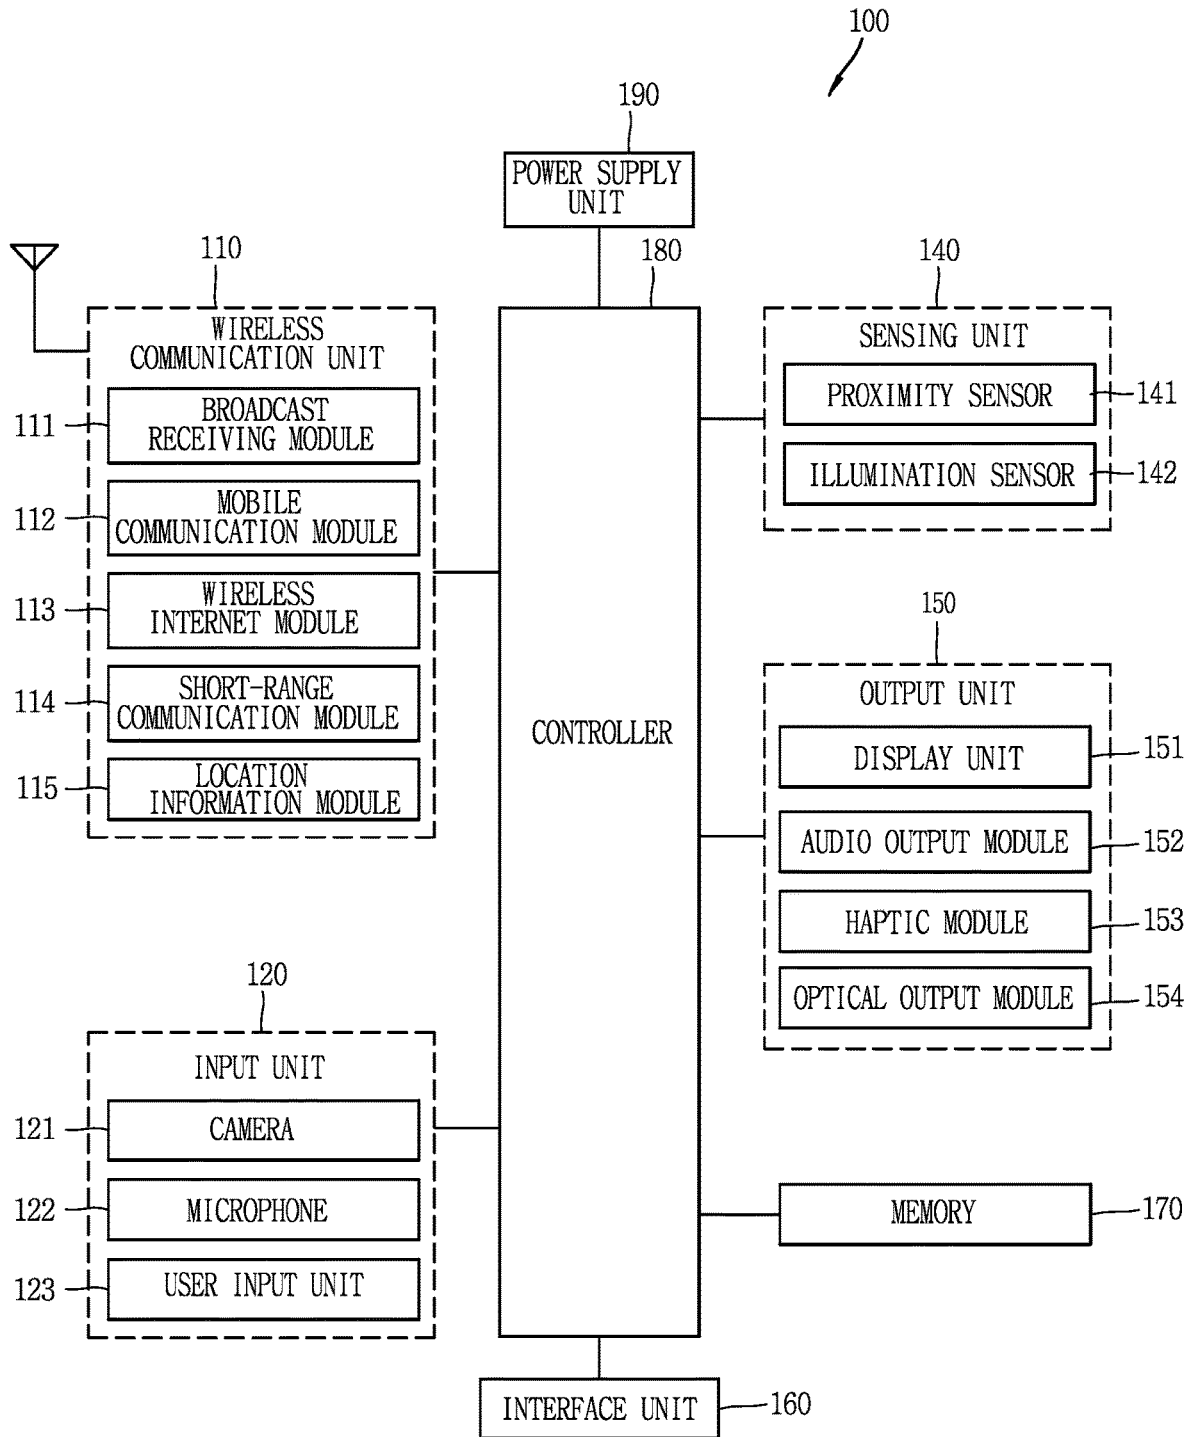 100
190
POWER SUPPLY
UNIT
110
180
140
WIRELESS
COMMUNICATION UNIT
111
BROADCAST
RECEIVING MODULE
112
MOBILE
COMMUNICATION MODULE
113
WIRELESS
INTERNET MODULE
114
SHORT-RANGE
COMMUNICATION MODULE
115
LOCATION
INFORMATION MODULE
120
INPUT UNIT
121
CAMERA
122
MICROPHONE
123
USER INPUT UNIT
CONTROLLER
SENSING UNIT
PROXIMITY SENSOR
141
ILLUMINATION SENSOR
142
150
OUTPUT UNIT
DISPLAY UNIT
151
AUDIO OUTPUT MODULE
152
HAPTIC MODULE
153
OPTICAL OUTPUT MODULE
154
MEMORY
170
INTERFACE UNIT
160